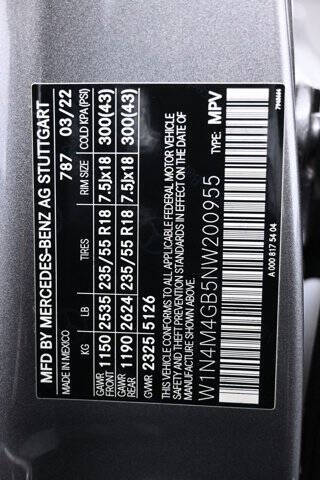 MFD BY MERCEDES-BENZ AG STUTTGART
MADE IN MEXICO 787 03/22
KG LB TIRES RIM SIZE COLD KPA(PSI)
GAWR FRONT 1150 2535 235/55 R18 7.5Jx18 300(43)
GAWR REAR 1190 2624 235/55 R18 7.5Jx18 300(43)
GVWR 2325 5126
THIS VEHICLE CONFORMS TO ALL APPLICABLE FEDERAL MOTOR VEHICLE
SAFETY AND THEFT PREVENTION STANDARDS IN EFFECT ON THE DATE OF
MANUFACTURE SHOWN ABOVE.
W1N4M4GB5NW200955 TYPE: MPV
A 000 817 54 04